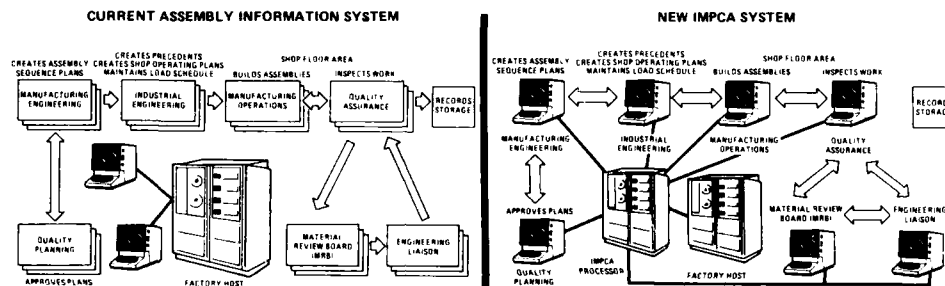 CURRENT ASSEMBLY INFORMATION SYSTEM
CREATES ASSEMBLY
SEQUENCE PLANS
MANUFACTURING
ENGINEERING
CREATES PRECEDENTS
CREATES SHOP OPERATING PLANS
MAINTAINS LOAD SCHEDULE
INDUSTRIAL
ENGINEERING
SHOP FLOOR AREA
BUILDS ASSEMBLIES
MANUFACTURING
OPERATIONS
INSPECTS WORK
QUALITY
ASSURANCE
RECORDS
STORAGE
QUALITY
PLANNING
APPROVES PLANS
FACTORY HOST
MATERIAL
REVIEW BOARD
(MRB)
ENGINEERING
LIAISON
NEW IMPCA SYSTEM
CREATES ASSEMBLY
SEQUENCE PLANS
MANUFACTURING
ENGINEERING
CREATES PRECEDENTS
CREATES SHOP OPERATING PLANS
MAINTAINS LOAD SCHEDULE
INDUSTRIAL
ENGINEERING
SHOP FLOOR AREA
BUILDS ASSEMBLIES
MANUFACTURING
OPERATIONS
INSPECTS WORK
QUALITY
ASSURANCE
RECORDS
STORAGE
APPROVES PLANS
QUALITY
PLANNING
IMPCA
PROCESSOR
FACTORY HOST
MATERIAL REVIEW
BOARD (MRB)
ENGINEERING
LIAISON